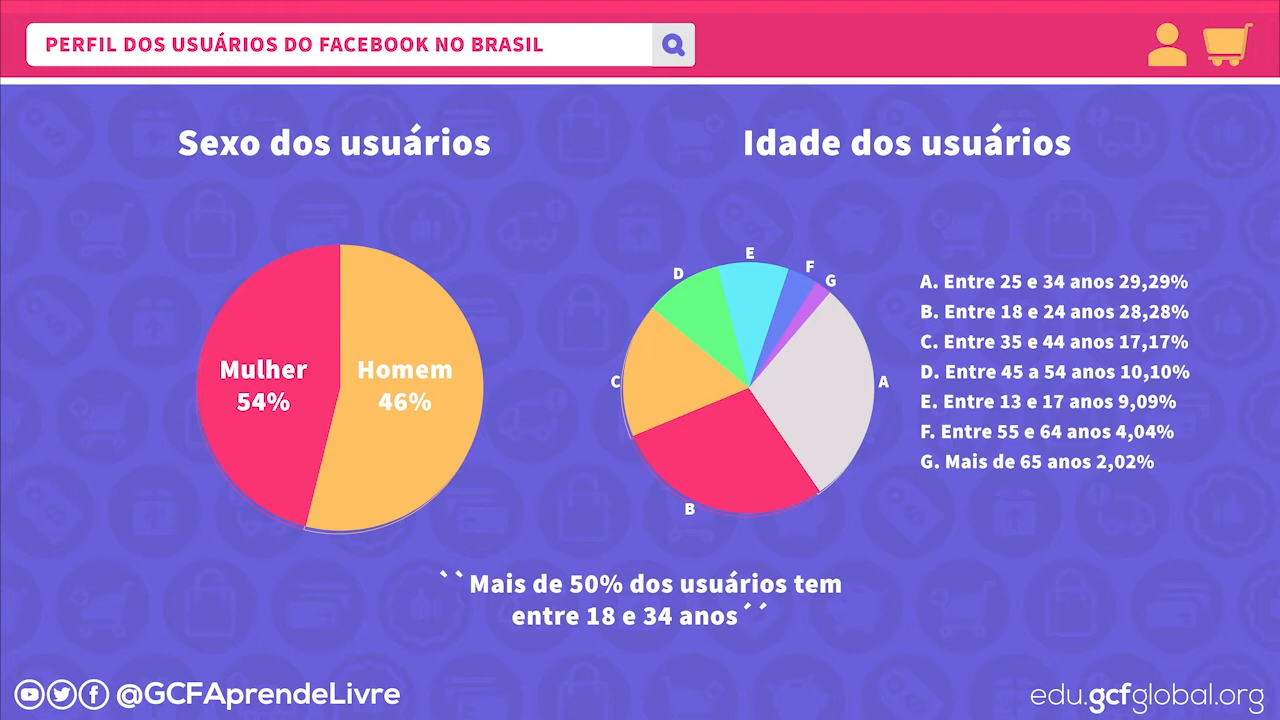 PERFIL DOS USUÁRIOS DO FACEBOOK NO BRASIL
Sexo dos usuários
Idade dos usuários
Mulher
54%
Homem
46%
A
B
C
D
E
F
G
A. Entre 25 e 34 anos 29,29%
B. Entre 18 e 24 anos 28,28%
C. Entre 35 e 44 anos 17,17%
D. Entre 45 a 54 anos 10,10%
E. Entre 13 e 17 anos 9,09%
F. Entre 55 e 64 anos 4,04%
G. Mais de 65 anos 2,02%
``Mais de 50% dos usuários tem
entre 18 e 34 anos´´
@GCFAprendeLivre
edu.gcfglobal.org